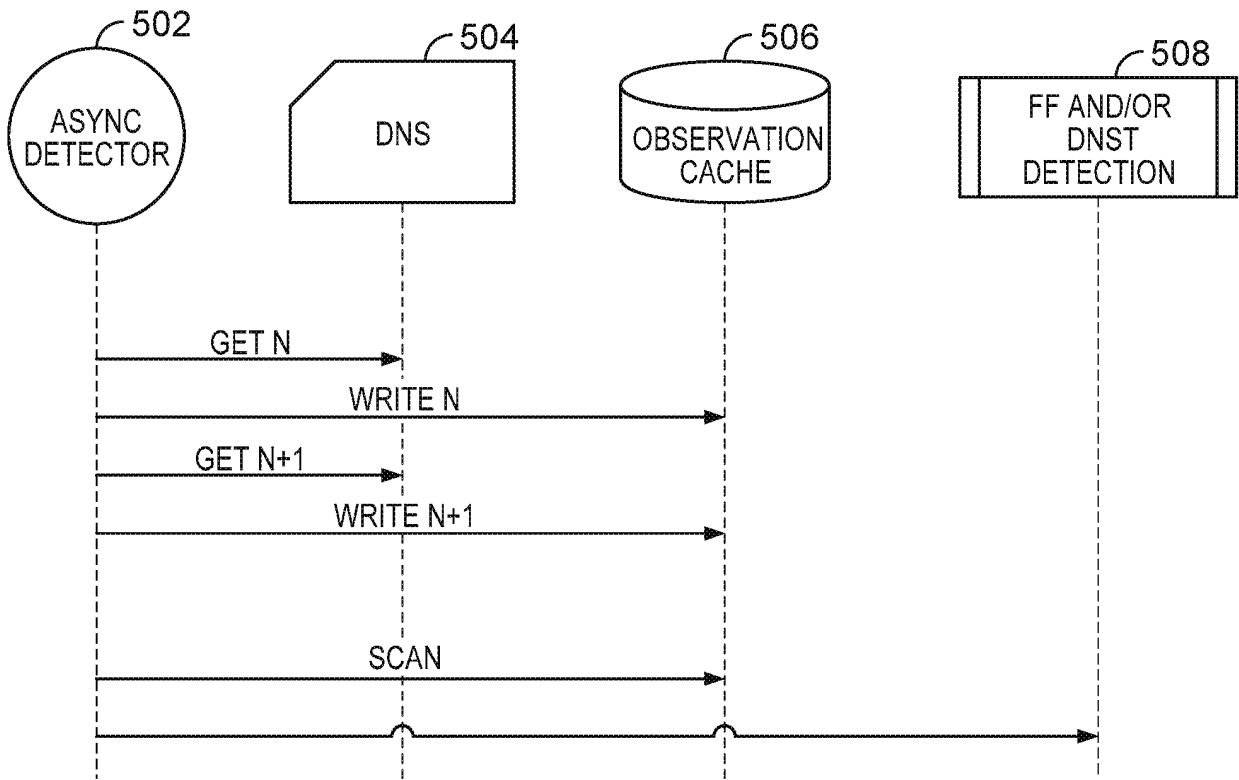 502
504
506
508
ASYNC
DETECTOR
DNS
OBSERVATION
CACHE
FF AND/OR
DNST
DETECTION
GET N
WRITE N
GET N+1
WRITE N+1
SCAN